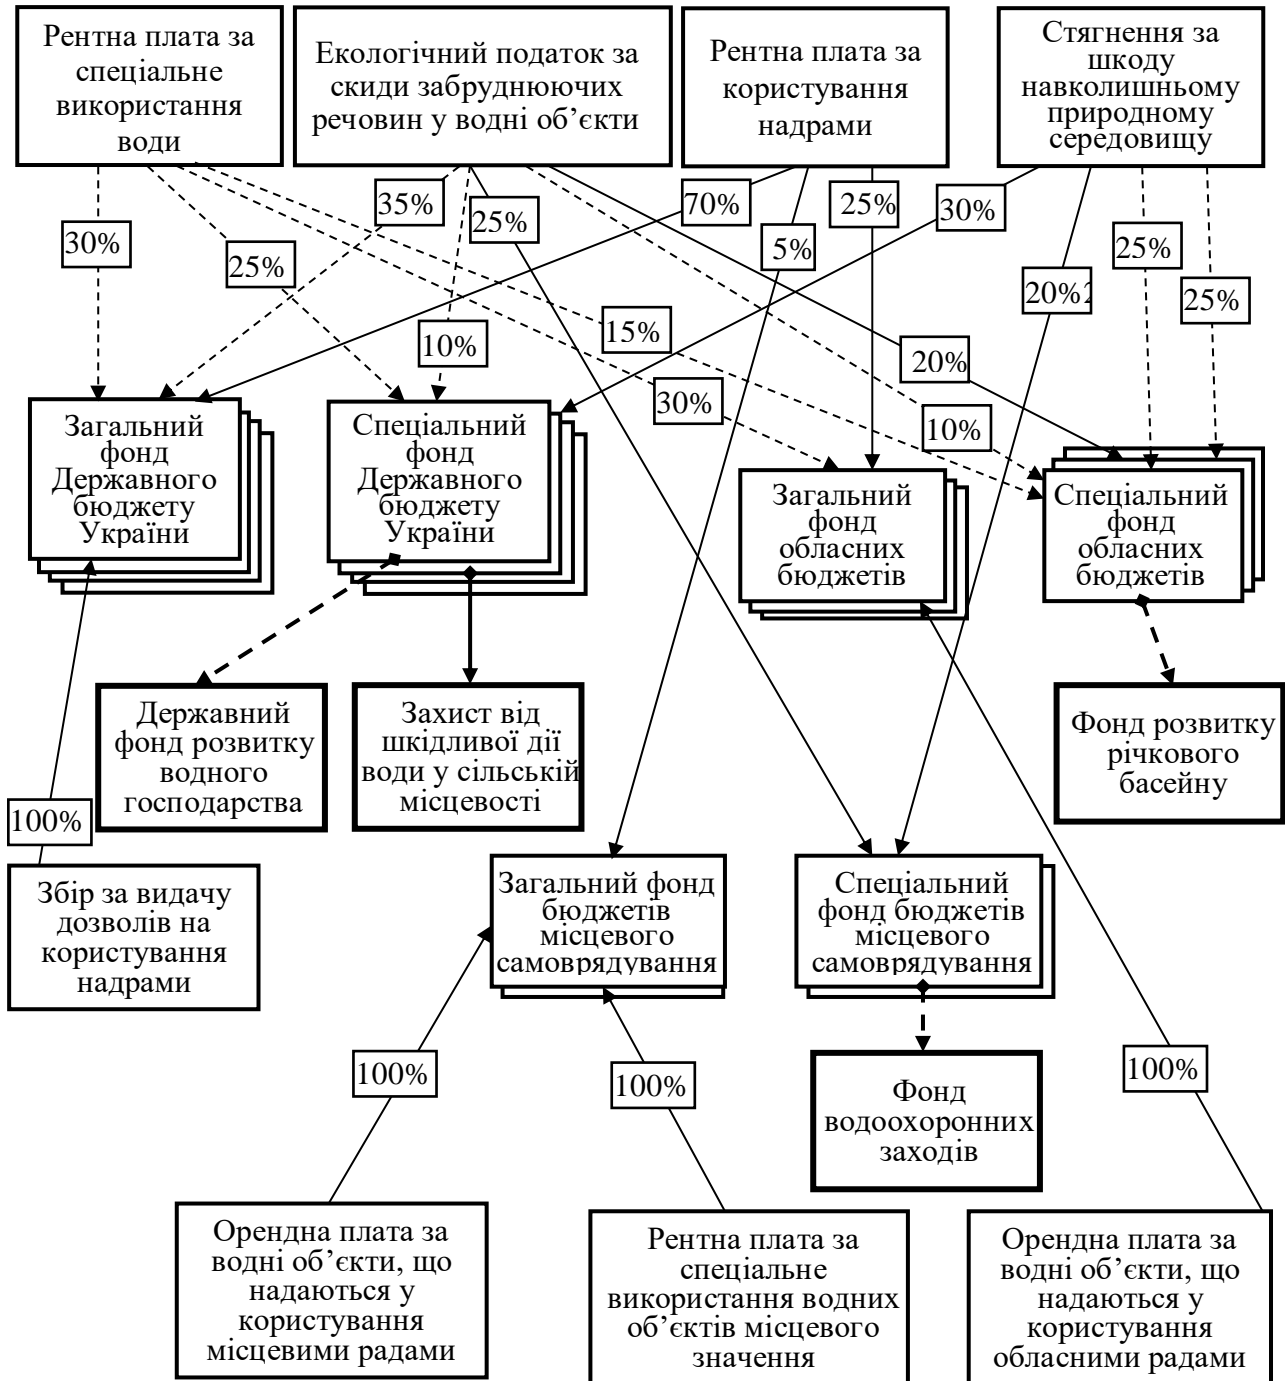 Рентна плата за
спеціальне
використання
води
Екологічний податок за
скиди забруднюючих
речовин у водні об’єкти
Рентна плата за
користування
надрами
Стягнення за
шкоду
навколишньому
природному
середовищу
30%
25%
35%
10%
25%
70%
5%
25%
30%
20%2
25%
25%
15%
30%
20%
10%
Загальний
фонд
Державного
бюджету
України
Спеціальний
фонд
Державного
бюджету
України
Загальний
фонд
обласних
бюджетів
Спеціальний
фонд
обласних
бюджетів
Державний
фонд розвитку
водного
господарства
Захист від
шкідливої дії
води у сільській
місцевості
Фонд розвитку
річкового
басейну
100%
Збір за видачу
дозволів на
користування
надрами
Загальний фонд
бюджетів
місцевого
самоврядування
Спеціальний
фонд бюджетів
місцевого
самоврядування
100%
100%
100%
Фонд
водоохоронних
заходів
Орендна плата за
водні об’єкти, що
надаються у
користування
місцевими радами
Рентна плата за
спеціальне
використання водних
об’єктів місцевого
значення
Орендна плата за
водні об’єкти, що
надаються у
користування
обласними радами